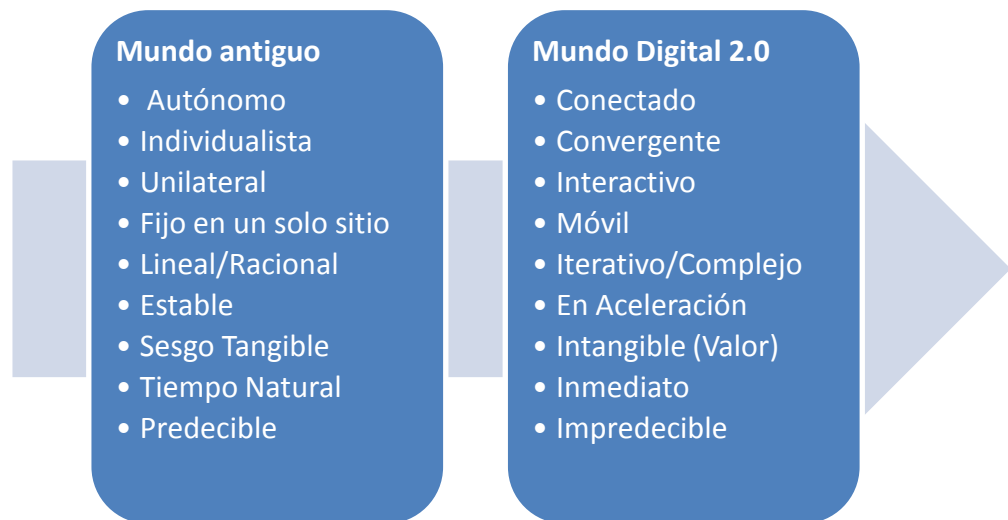 Mundo antiguo
• Autónomo
• Individualista
• Unilateral
• Fijo en un solo sitio
• Lineal/Racional
• Estable
• Sesgo Tangible
• Tiempo Natural
• Predecible
Mundo Digital 2.0
• Conectado
• Convergente
• Interactivo
• Móvil
• Iterativo/Complejo
• En Aceleración
• Intangible (Valor)
• Inmediato
• Impredecible